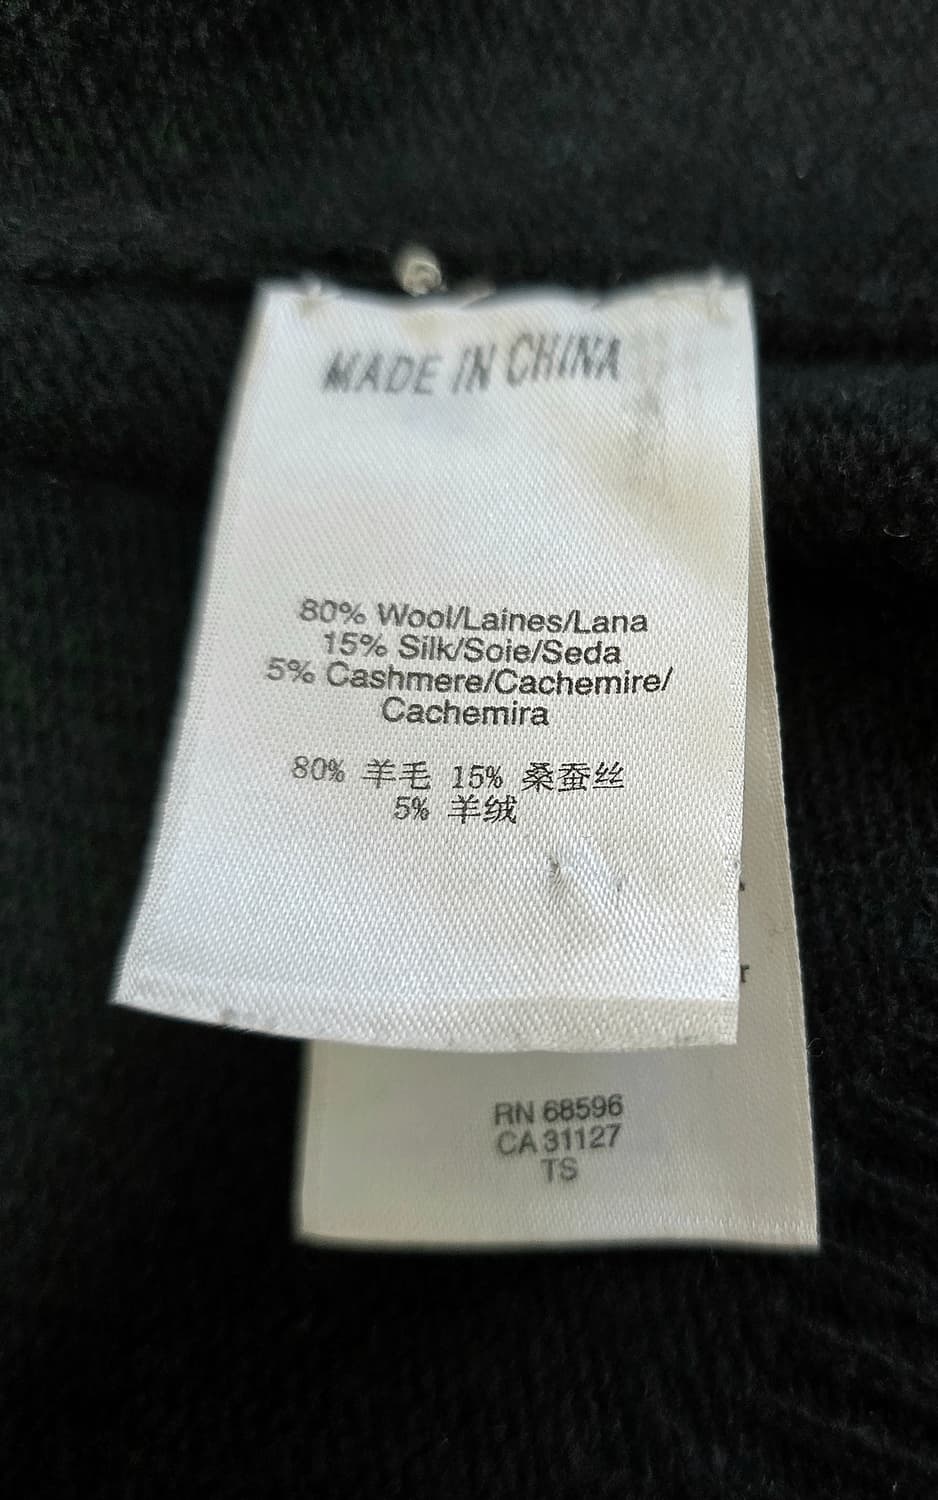 MADE IN CHINA
80% Wool/Laines/Lana
15% Silk/Soie/Seda
5% Cashmere/Cachemire/
Cachemira
80% 羊毛 15% 桑蚕丝
5% 羊绒
RN 68596
CA 31127
TS